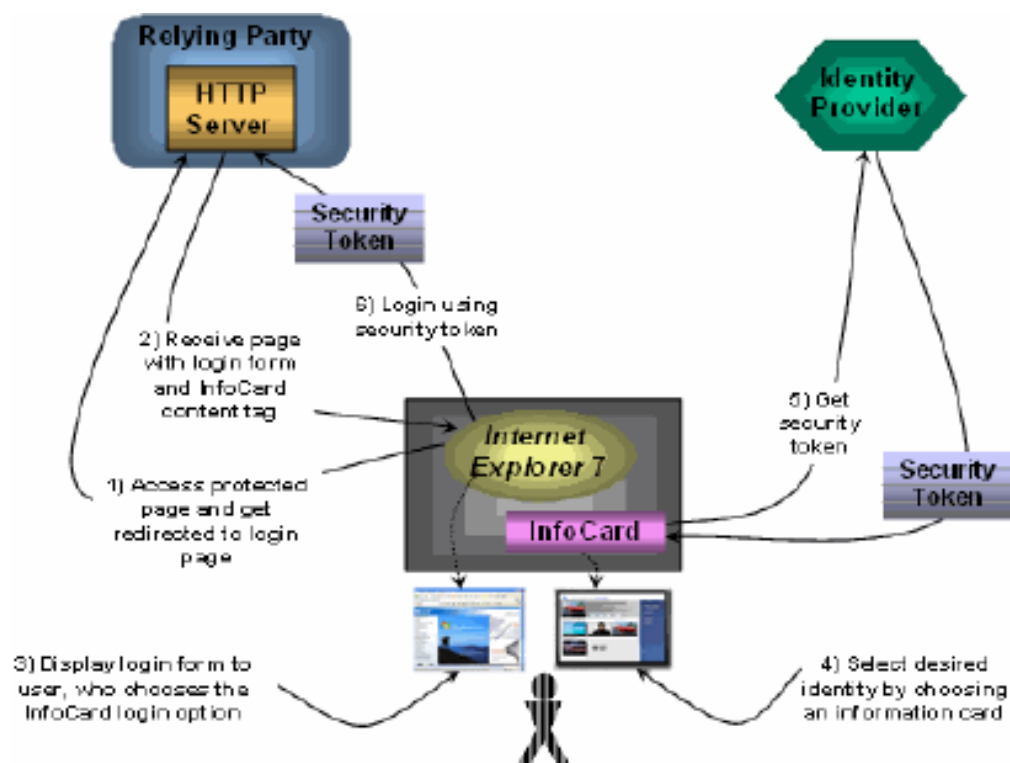 Relying Party
HTTP
Server
Identity
Provider
Security
Token
6) Login using
security token
2) Receive page
with login form
and InfoCard
content tag
5) Get
security
token
Internet
Explorer 7
Security
Token
1) Access protected
page and get
redirected to login
page
InfoCard
3) Display login form to
user, who chooses the
InfoCard login option
4) Select desired
identity by choosing
an information card